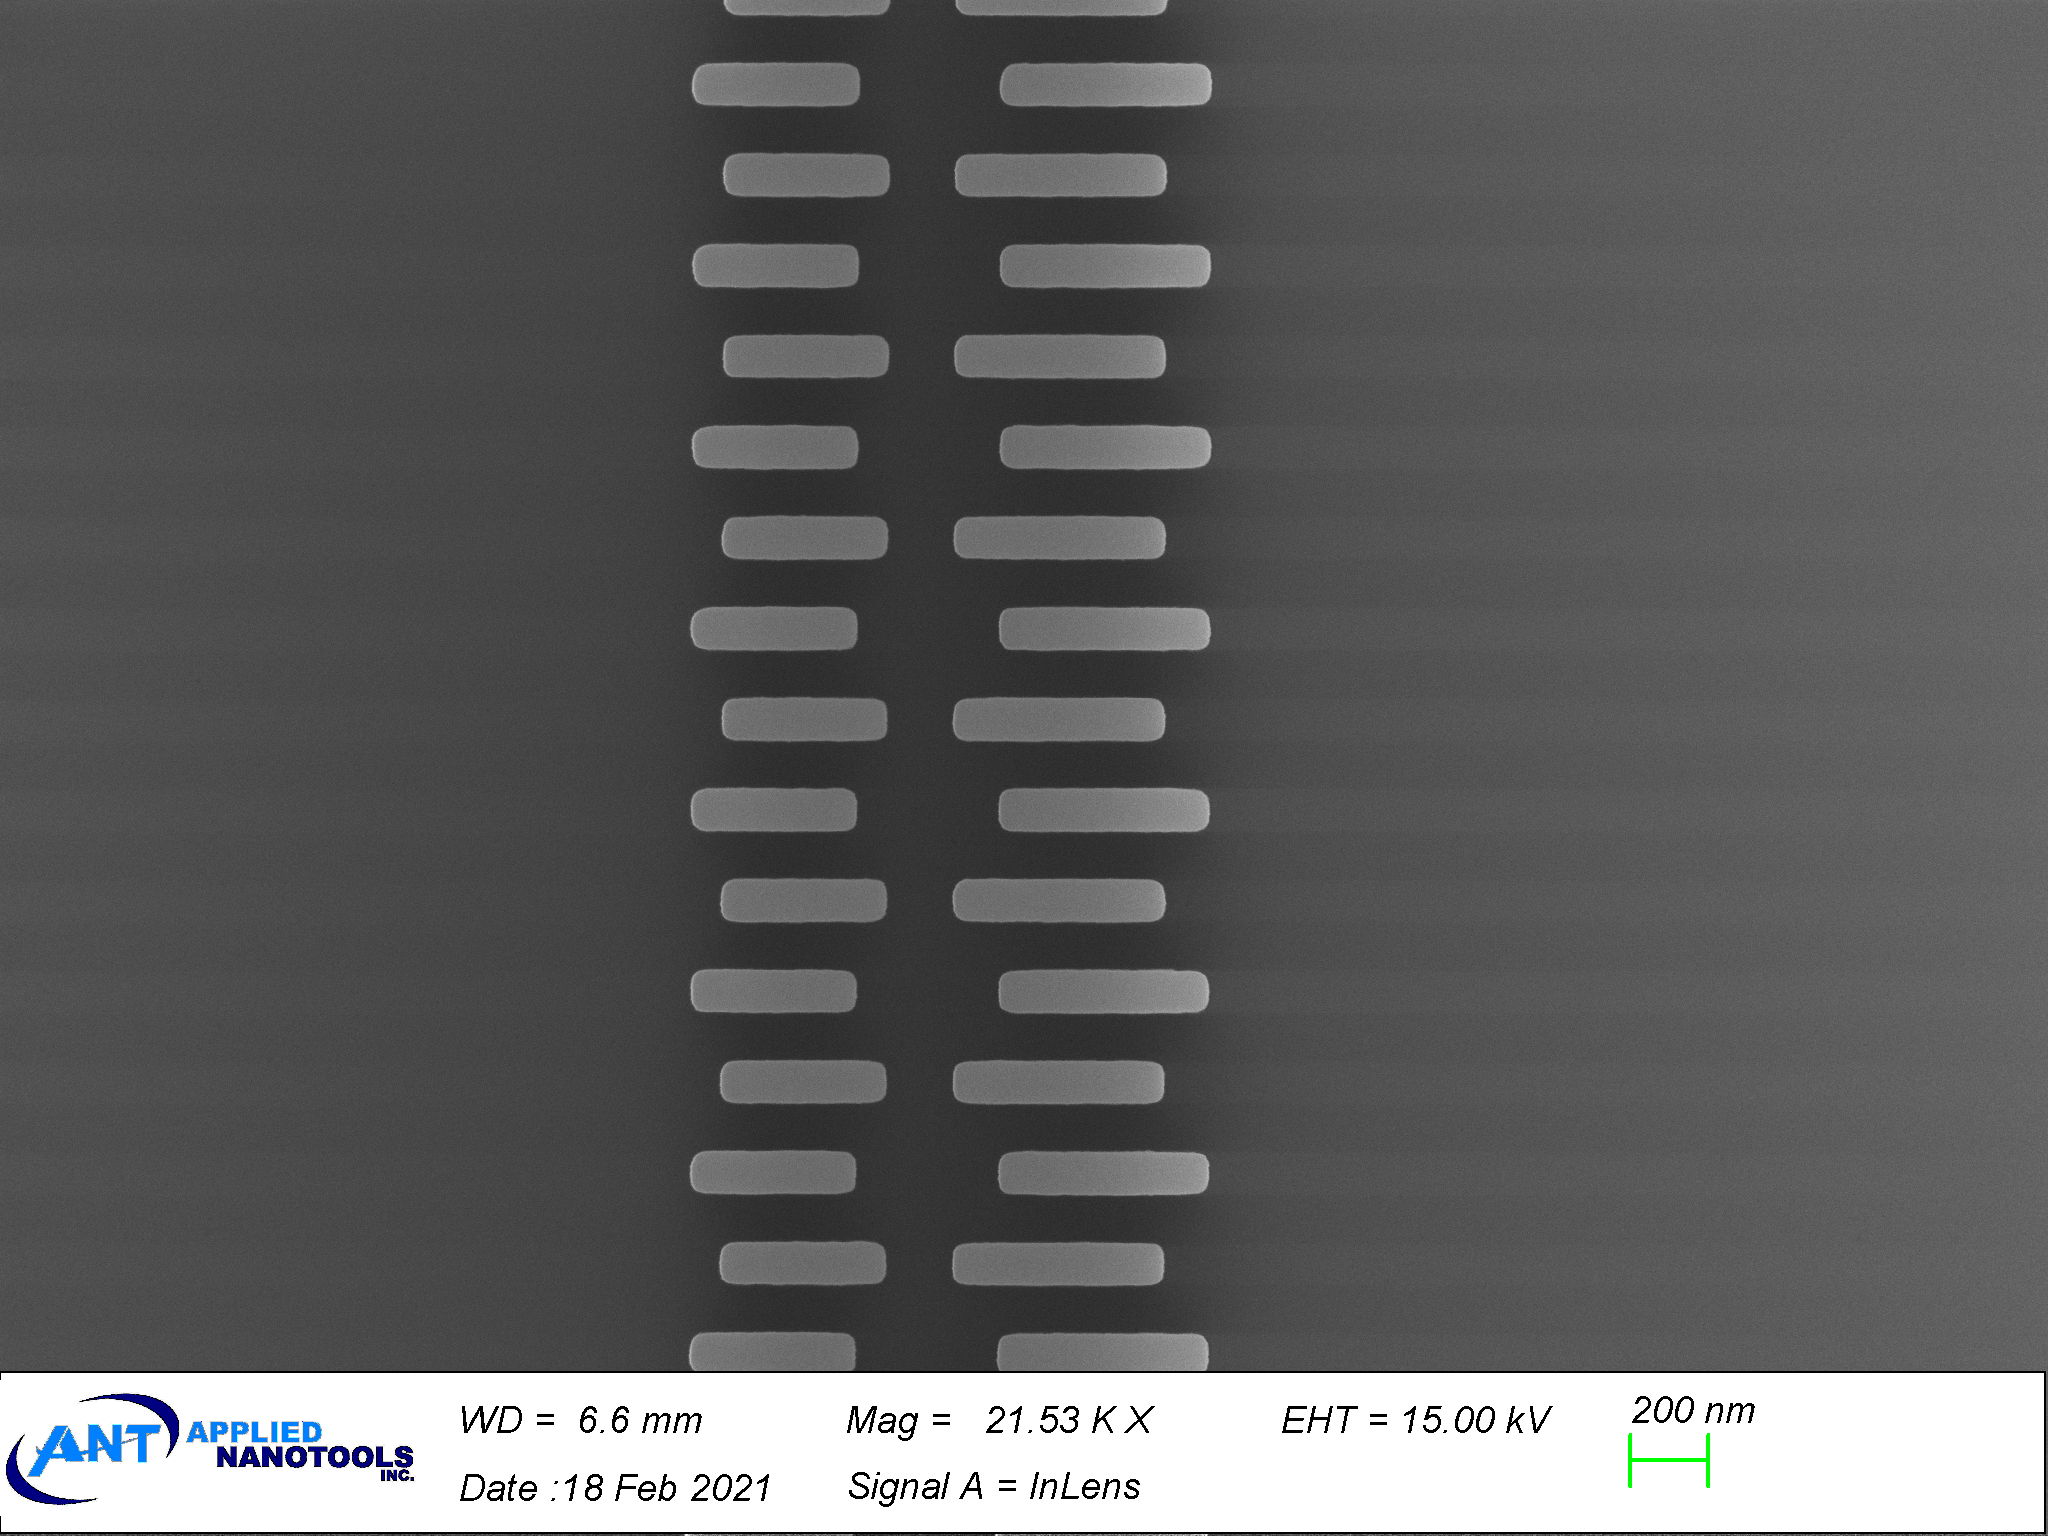 ANT APPLIED
NANOTOOLS
INC.
WD = 6.6 mm
Mag = 21.53 K X
EHT = 15.00 kV
200 nm
Date :18 Feb 2021
Signal A = InLens